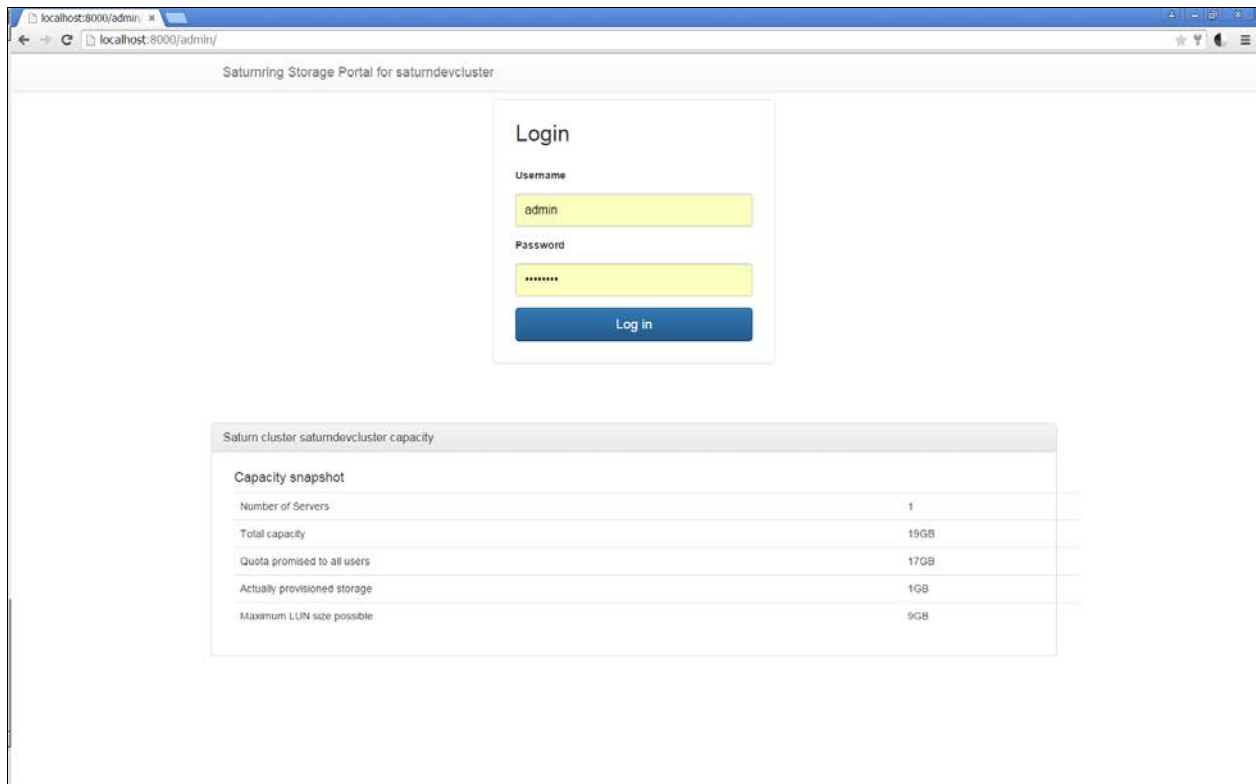 localhost:8000/admin/
localhost:8000/admin/
Saturnring Storage Portal for saturndevcluster
Login
Username
admin
Password
••••••••
Log in
Saturn cluster saturndevcluster capacity
Capacity snapshot
Number of Servers 1
Total capacity 19GB
Quota promised to all users 17GB
Actually provisioned storage 1GB
Maximum LUN size possible 9GB